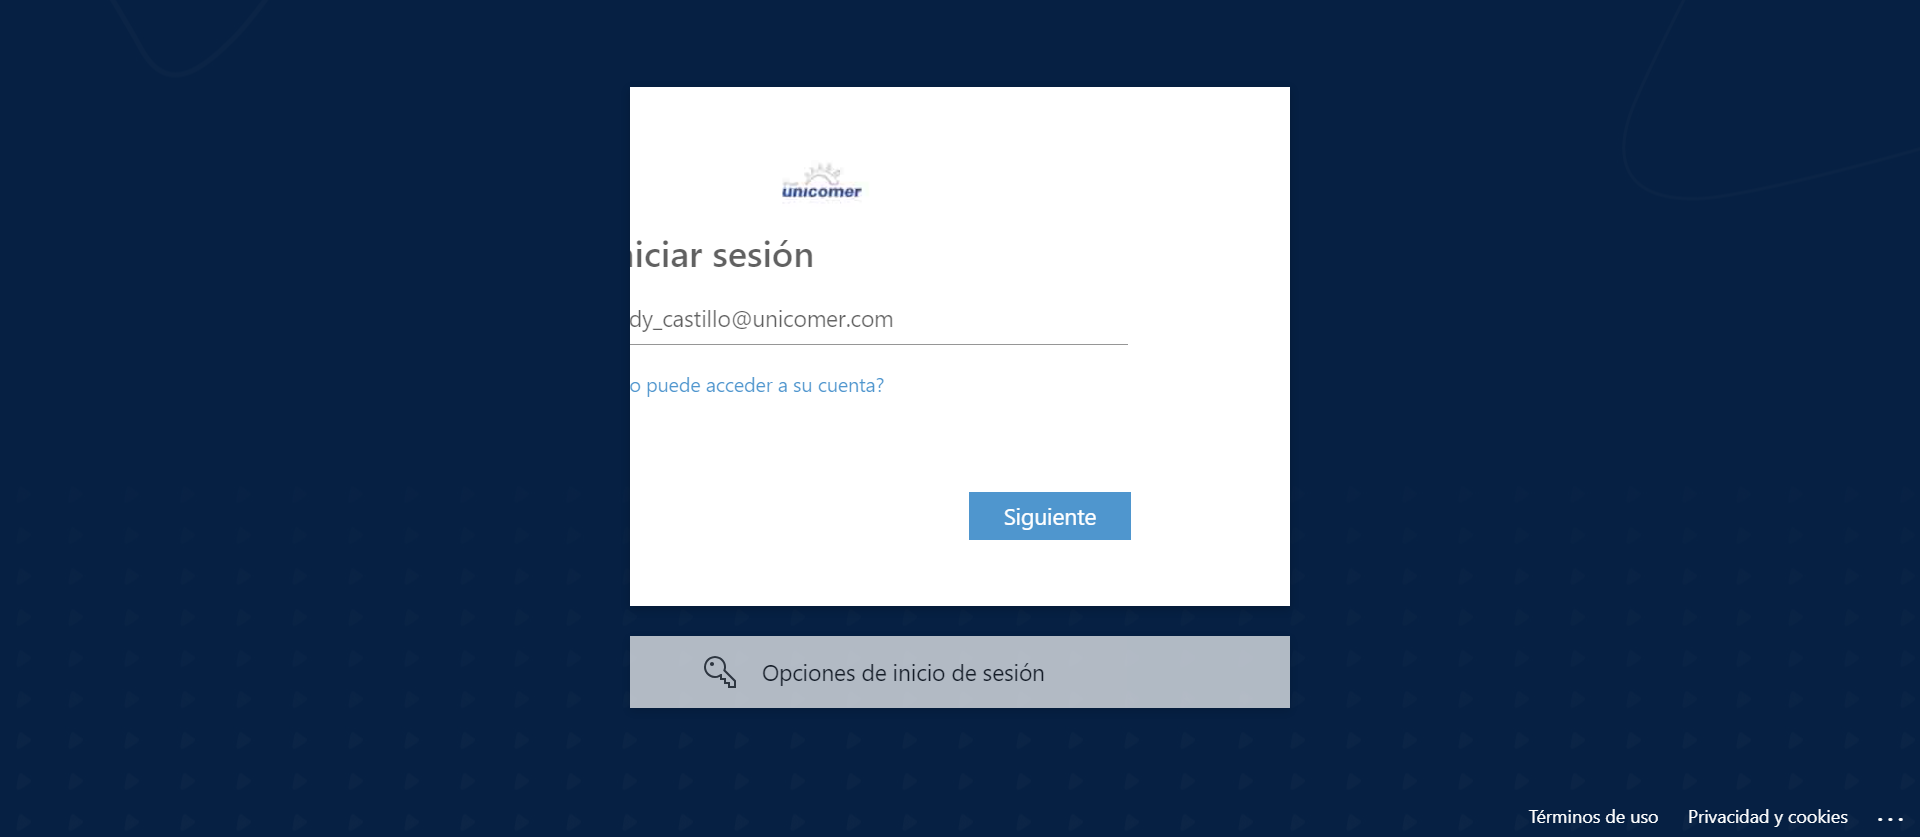 unicomer
niciar sesión
dy_castillo@unicomer.com
o puede acceder a su cuenta?
Siguiente
Opciones de inicio de sesión
Términos de uso Privacidad y cookies ...